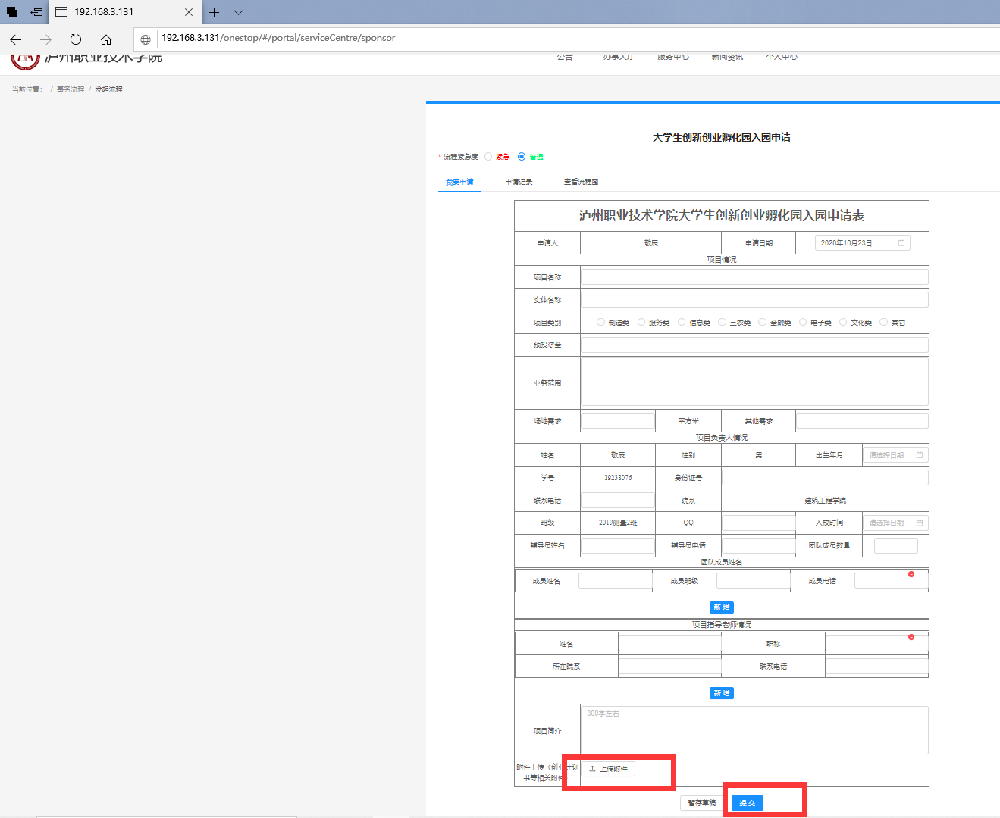 192.168.3.131
192.168.3.131/onestop/#/portal/serviceCentre/sponsor
泸州职业技术学院
公告 办事大厅 服务中心 新闻资讯 个人中心
当前位置: / 事务流程 / 发起流程
大学生创新创业孵化园入园申请
* 流程紧急度 紧急 普通
我要申请 申请记录 查看流程图
泸州职业技术学院大学生创新创业孵化园入园申请表
申请人 敬辰 申请日期 2020年10月23日
项目情况
项目名称
实体名称
项目类别 制造类 服务类 信息类 三农类 金融类 电子类 文化类 其它
预投资金
业务范围
场地需求 平方米 其他需求
项目负责人情况
姓名 敬辰 性别 男 出生年月 请选择日期
学号 19238076 身份证号
联系电话 院系 建筑工程学院
班级 2019测量2班 QQ 入校时间 请选择日期
辅导员姓名 辅导员电话 团队成员数量
团队成员姓名
成员姓名 成员班级 成员电话
新增
项目指导老师情况
姓名 职称
所在院系 联系电话
新增
项目简介 300字左右
附件上传（创业计划
书等相关附件） 上传附件
暂存草稿 提交